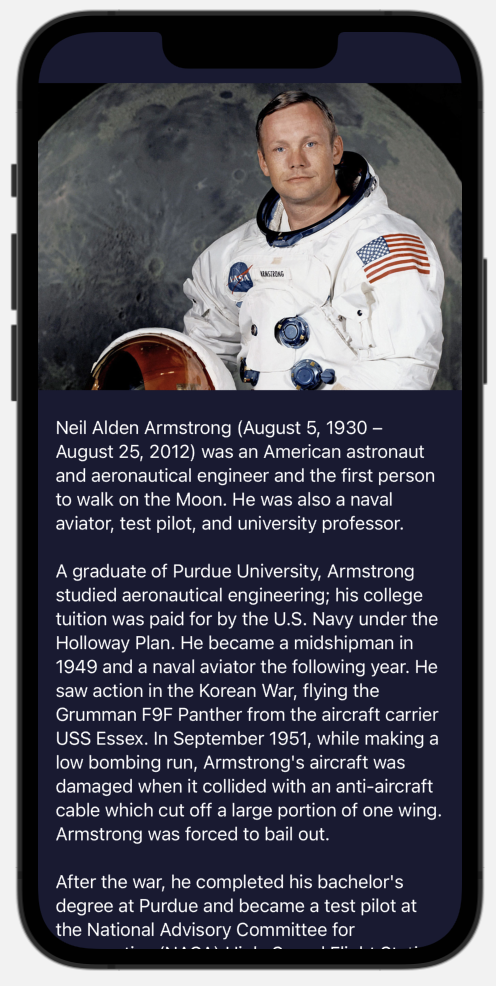 NASA
ARMSTRONG
Neil Alden Armstrong (August 5, 1930 –
August 25, 2012) was an American astronaut
and aeronautical engineer and the first person
to walk on the Moon. He was also a naval
aviator, test pilot, and university professor.
A graduate of Purdue University, Armstrong
studied aeronautical engineering; his college
tuition was paid for by the U.S. Navy under the
Holloway Plan. He became a midshipman in
1949 and a naval aviator the following year. He
saw action in the Korean War, flying the
Grumman F9F Panther from the aircraft carrier
USS Essex. In September 1951, while making a
low bombing run, Armstrong's aircraft was
damaged when it collided with an anti-aircraft
cable which cut off a large portion of one wing.
Armstrong was forced to bail out.
After the war, he completed his bachelor's
degree at Purdue and became a test pilot at
the National Advisory Committee for